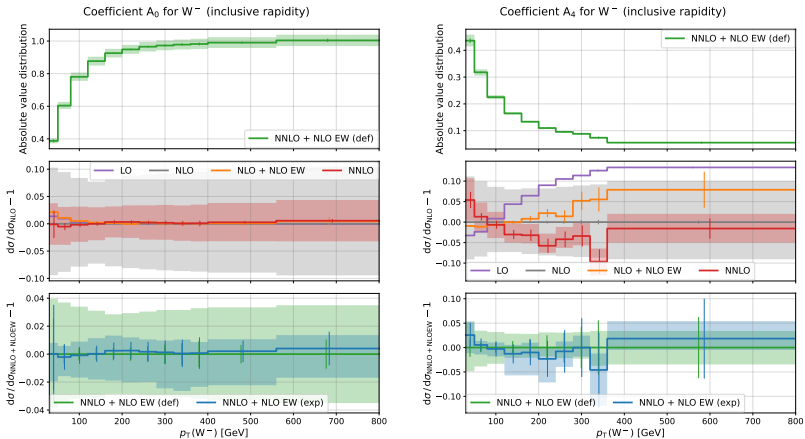 Coefficient A₀ for W⁻ (inclusive rapidity)
Absolute value distribution
1.0
0.8
0.6
0.4
NNLO + NLO EW (def)
dσ/dσNLO − 1
0.10
0.05
0.00
−0.05
−0.10
LO NLO NLO + NLO EW NNLO
dσ/dσNNLO + NLOEW − 1
0.04
0.02
0.00
−0.02
−0.04
NNLO + NLO EW (def) NNLO + NLO EW (exp)
100 200 300 400 500 600 700 800
pT(W⁻) [GeV]
Coefficient A₄ for W⁻ (inclusive rapidity)
Absolute value distribution
0.4
0.3
0.2
0.1
NNLO + NLO EW (def)
dσ/dσNLO − 1
0.10
0.05
0.00
−0.05
−0.10
LO NLO NLO + NLO EW NNLO
dσ/dσNNLO + NLOEW − 1
0.10
0.05
0.00
−0.05
−0.10
NNLO + NLO EW (def) NNLO + NLO EW (exp)
100 200 300 400 500 600 700 800
pT(W⁻) [GeV]